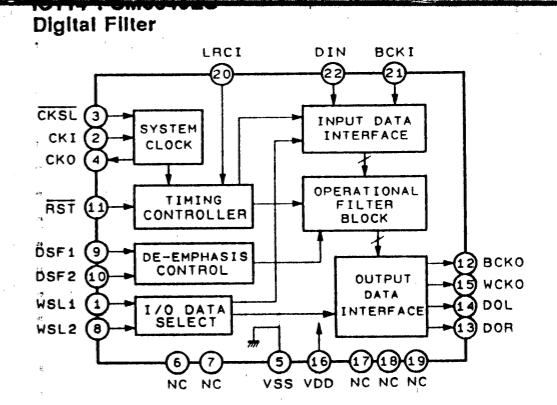 Digital Filter
LRCI DIN BCKI
20 22 21
CKSL 3
CKI 2
CKO 4
SYSTEM
CLOCK
INPUT DATA
INTERFACE
RST 11
TIMING
CONTROLLER
OPERATIONAL
FILTER
BLOCK
DSF1 9
DSF2 10
DE-EMPHASIS
CONTROL
12 BCKO
15 WCKO
14 DOL
13 DOR
OUTPUT
DATA
INTERFACE
WSL1 1
WSL2 8
I/O DATA
SELECT
6 7 5 16 17 18 19
NC NC VSS VDD NC NC NC